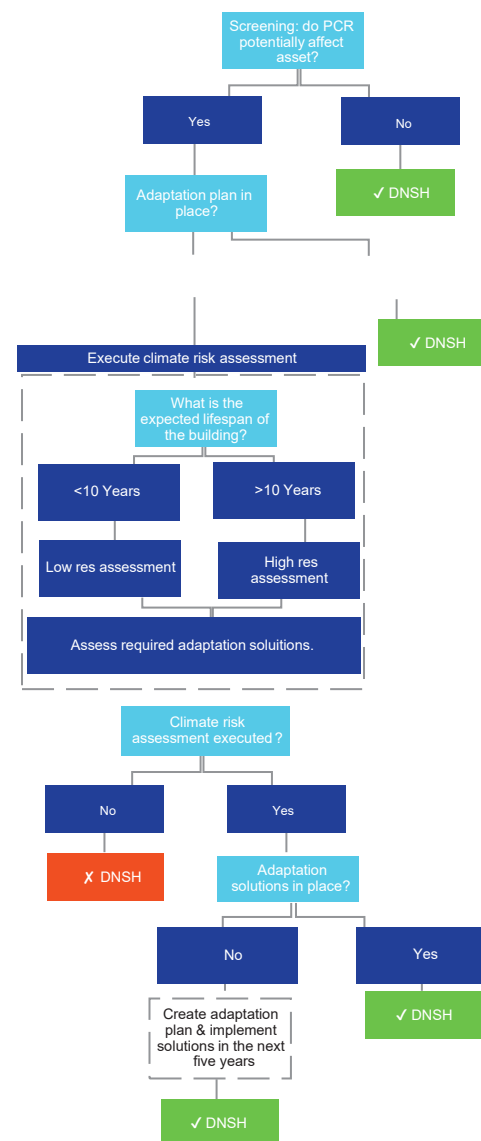 Screening: do PCR
potentially affect
asset?
Yes
No
Adaptation plan in
place?
✓ DNSH
✓ DNSH
Execute climate risk assessment
What is the
expected lifespan of
the building?
<10 Years
>10 Years
Low res assessment
High res
assessment
Assess required adaptation soluitions.
Climate risk
assessment executed ?
No
Yes
✗ DNSH
Adaptation
solutions in place?
No
Yes
Create adaptation
plan & implement
solutions in the next
five years
✓ DNSH
✓ DNSH